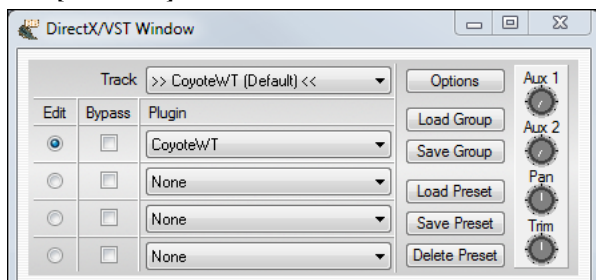 DirectX/VST Window
Track >> CoyoteWT (Default) << Options Aux 1
Edit Bypass Plugin Load Group Aux 2
CoyoteWT Save Group
None Load Preset Pan
None Save Preset Trim
None Delete Preset